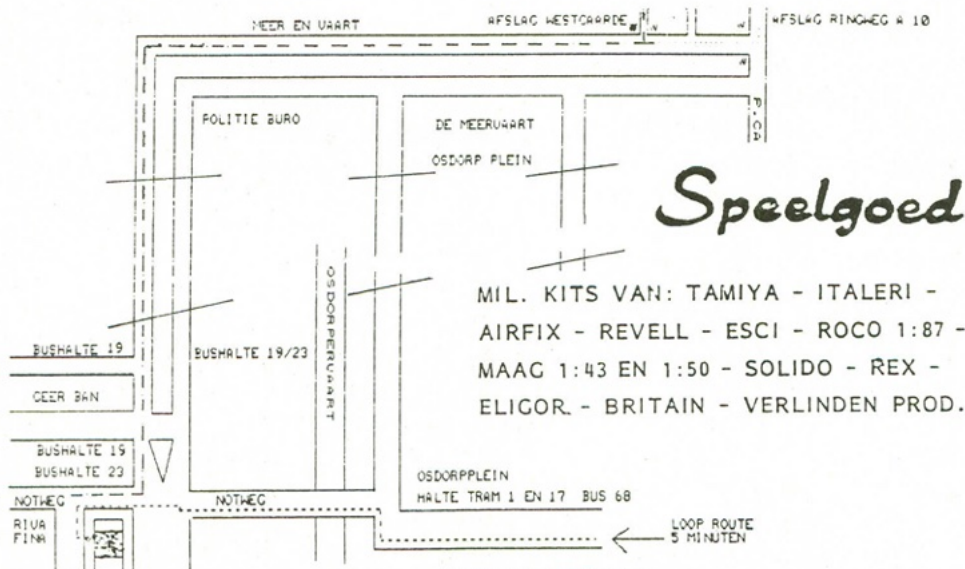 MEER EN VAART
AFSLAG WESTGAARDE
AFSLAG RINGWEG A 10
POLITIE BURO
DE MEERVAART
OSDORP PLEIN
P.CA
Speelgoed
OSDORPERVAART
MIL. KITS VAN: TAMIYA - ITALERI -
AIRFIX - REVELL - ESCI - ROCO 1:87 -
MAAG 1:43 EN 1:50 - SOLIDO - REX -
ELIGOR - BRITAIN - VERLINDEN PROD.
BUSHALTE 19
BUSHALTE 19/23
GEER BAN
BUSHALTE 19
BUSHALTE 23
OSDORPPLEIN
HALTE TRAM 1 EN 17 BUS 68
NOTWEG
NOTWEG
RIVA
FINA
LOOP ROUTE
5 MINUTEN